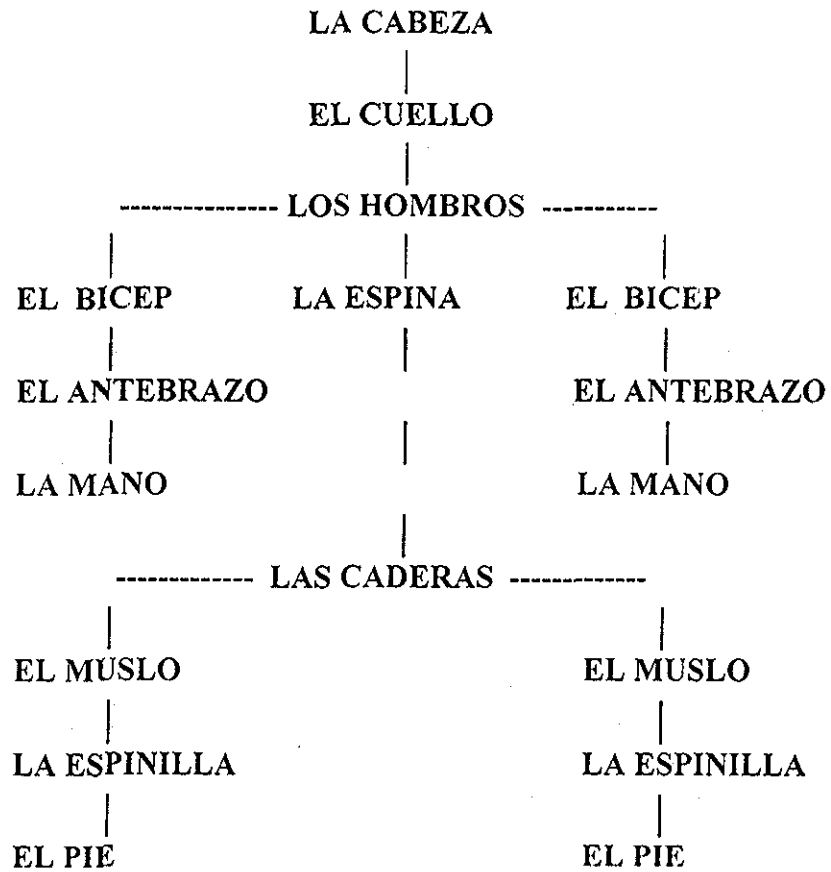 LA CABEZA
EL CUELLO
LOS HOMBROS
EL BICEP LA ESPINA EL BICEP
EL ANTEBRAZO EL ANTEBRAZO
LA MANO LA MANO
LAS CADERAS
EL MUSLO EL MUSLO
LA ESPINILLA LA ESPINILLA
EL PIE EL PIE